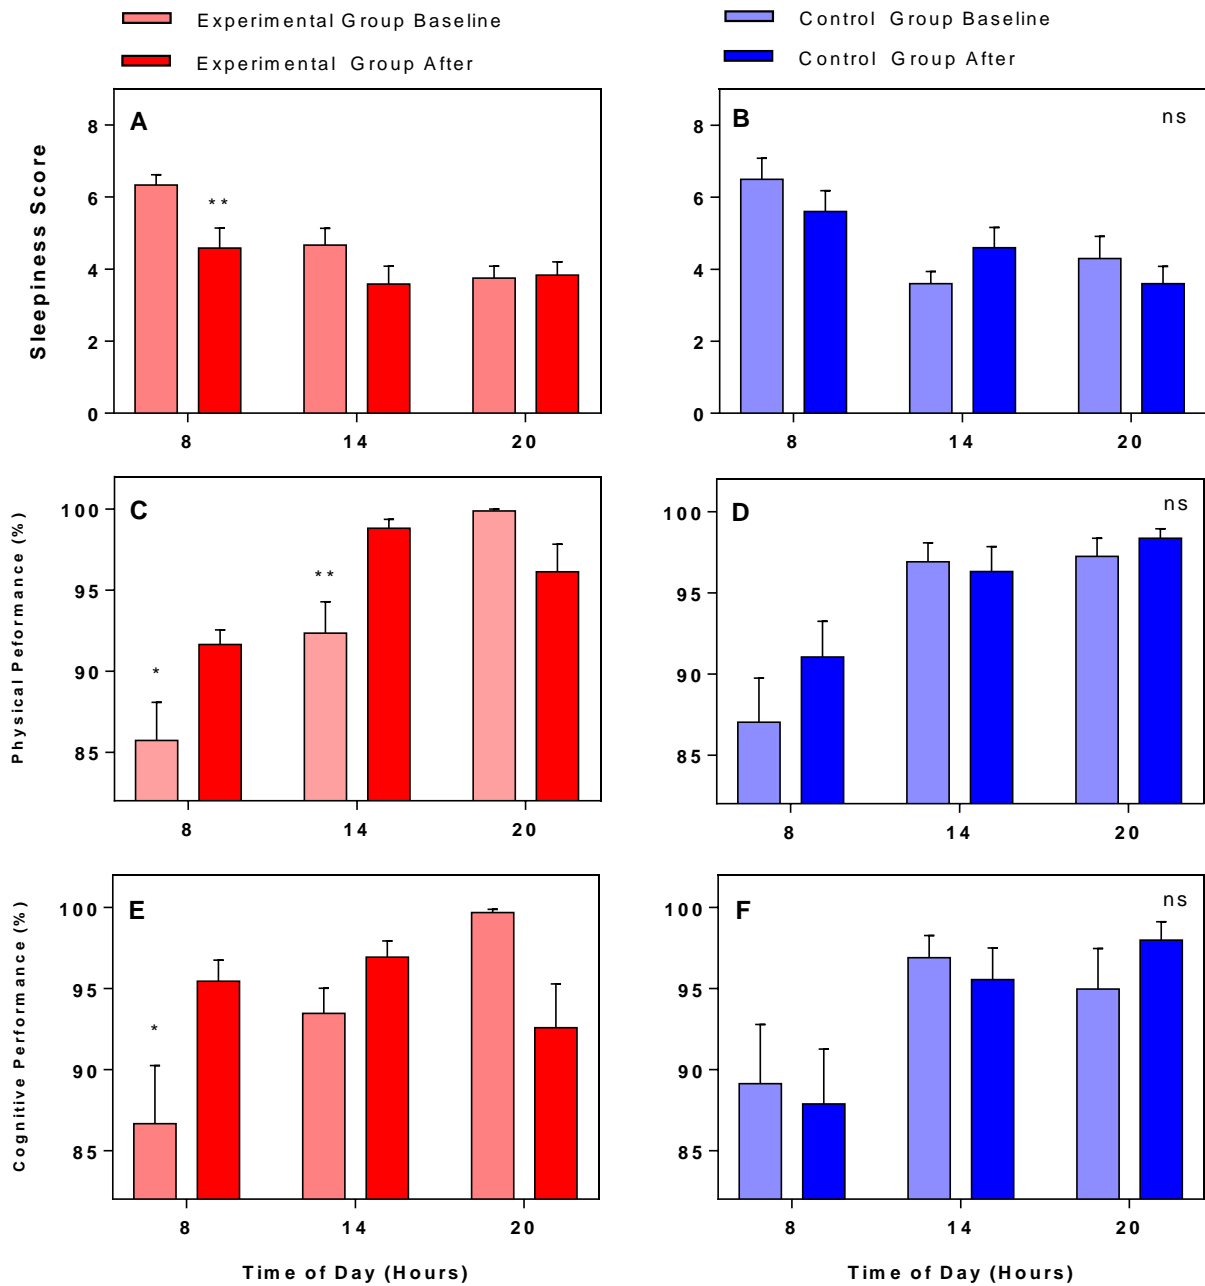 Experimental Group Baseline
Experimental Group After
Control Group Baseline
Control Group After
Sleepiness Score
A
8
6
4
2
0
**
8
14
20
B
ns
8
6
4
2
0
8
14
20
Physical Peformance (%)
C
100
95
90
85
*
**
8
14
20
D
ns
100
95
90
85
8
14
20
Cognitive Performance (%)
E
100
95
90
85
*
8
14
20
Time of Day (Hours)
F
ns
100
95
90
85
8
14
20
Time of Day (Hours)